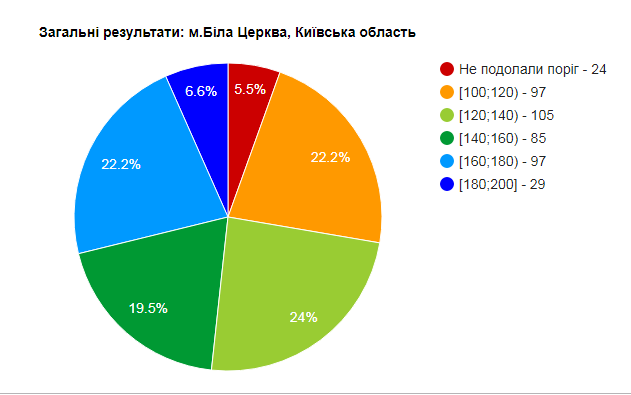 Загальні результати: м.Біла Церква, Київська область
Не подолали поріг - 24
[100;120) - 97
[120;140) - 105
[140;160) - 85
[160;180) - 97
[180;200] - 29
6.6%
5.5%
22.2%
22.2%
19.5%
24%